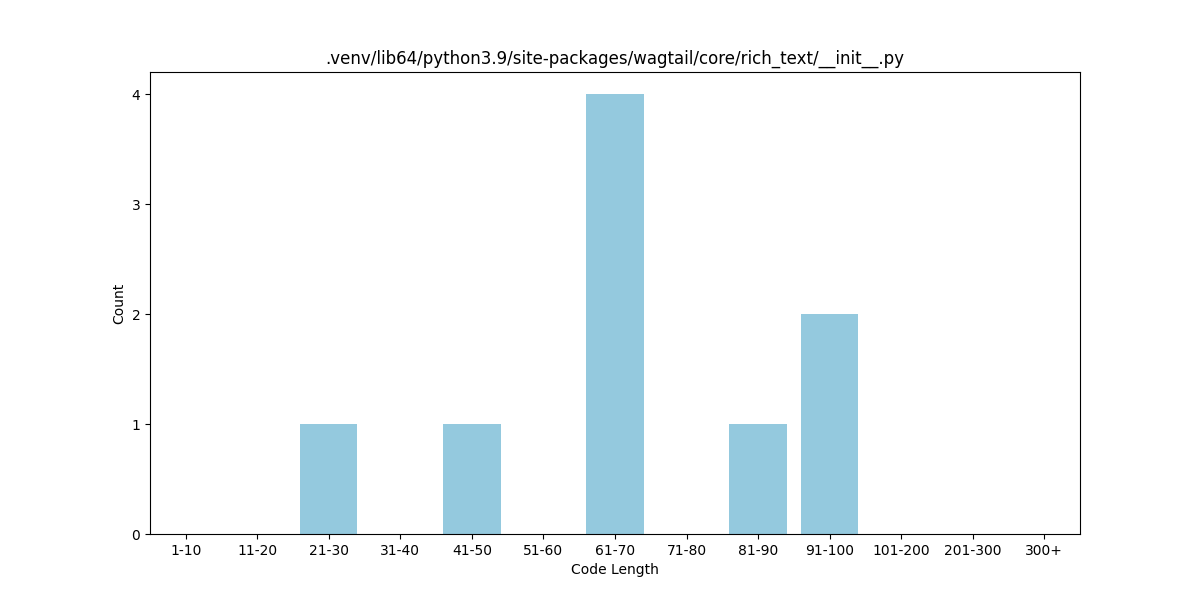 .venv/lib64/python3.9/site-packages/wagtail/core/rich_text/__init__.py
4
3
2
1
0
Count
1-10 11-20 21-30 31-40 41-50 51-60 61-70 71-80 81-90 91-100 101-200 201-300 300+
Code Length